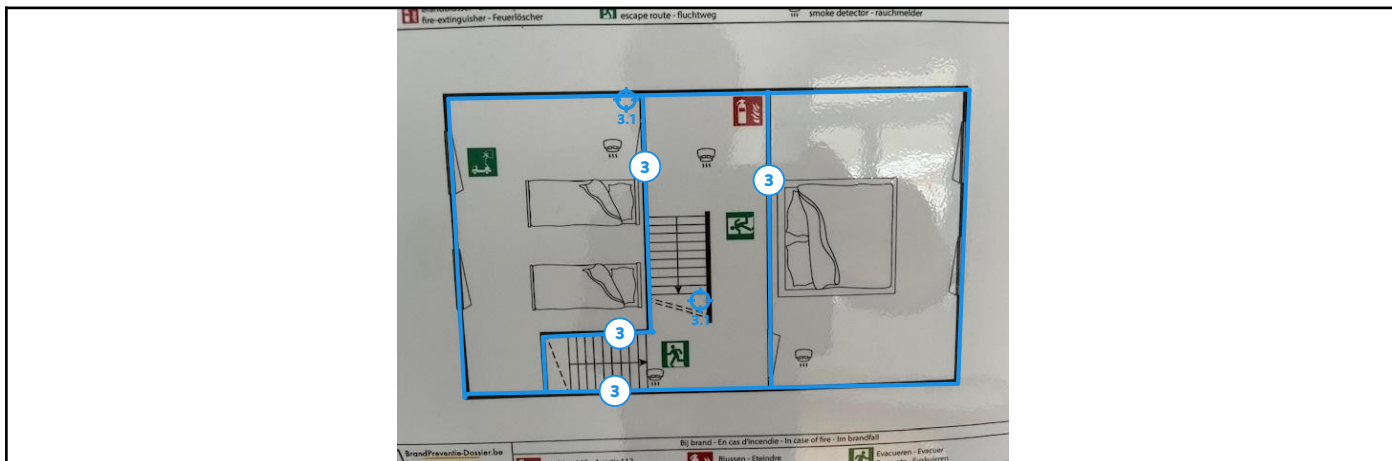 fire-extinguisher - Feuerlöscher
escape route - fluchtweg
smoke detector - rauchmelder
3.1
3
3
3.1
3
3
Bij brand - En cas d'incendie - In case of fire - Im brandfall
BrandPreventie-Dossier.be
Blussen - Eteindre
Evacueren - Evacuer